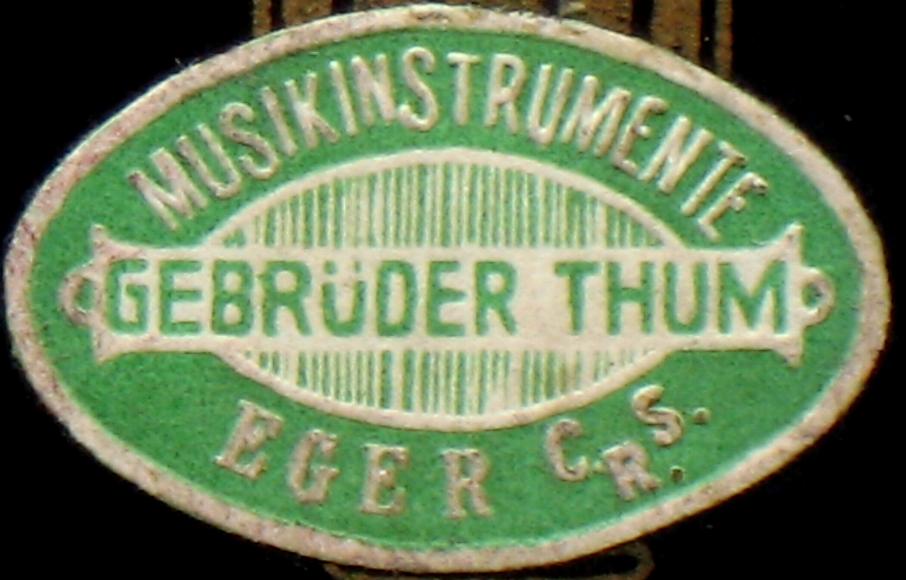 MUSIKINSTRUMENTE
GEBRÜDER THUM
EGER C.R.S.